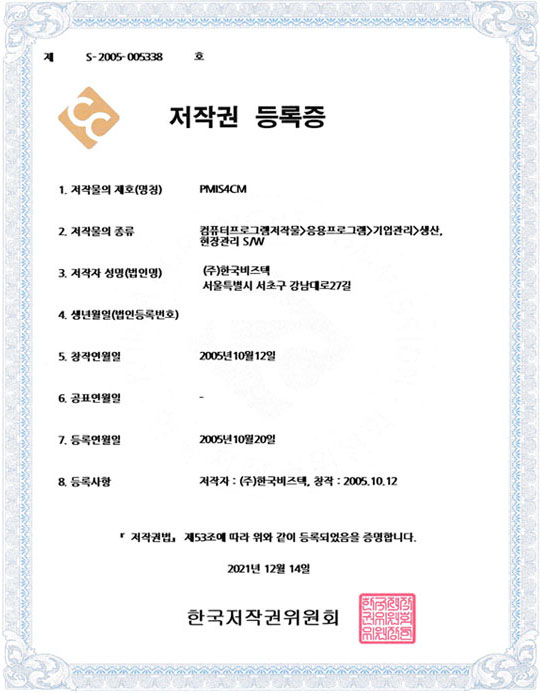 제 S-2005-005338 호
저작권 등록증
1. 저작물의 제호(명칭) PMIS4CM
2. 저작물의 종류 컴퓨터프로그램저작물>응용프로그램>기업관리>생산,
현장관리 S/W
3. 저작자 성명(법인명) (주)한국비즈텍
서울특별시 서초구 강남대로27길
4. 생년월일(법인등록번호)
5. 창작연월일 2005년10월12일
6. 공표연월일 -
7. 등록연월일 2005년10월20일
8. 등록사항 저작자 : (주)한국비즈텍, 창작 : 2005.10.12
『 저작권법』 제53조에 따라 위와 같이 등록되었음을 증명합니다.
2021년 12월 14일
한국저작권위원회